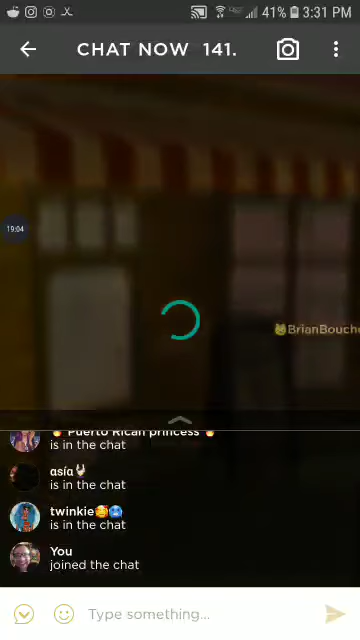 41% 3:31 PM
CHAT NOW 141.
19:04
BrianBouch
Puerto Rican princess
is in the chat
asía
is in the chat
twinkie🥰🥶
is in the chat
You
joined the chat
Type something...